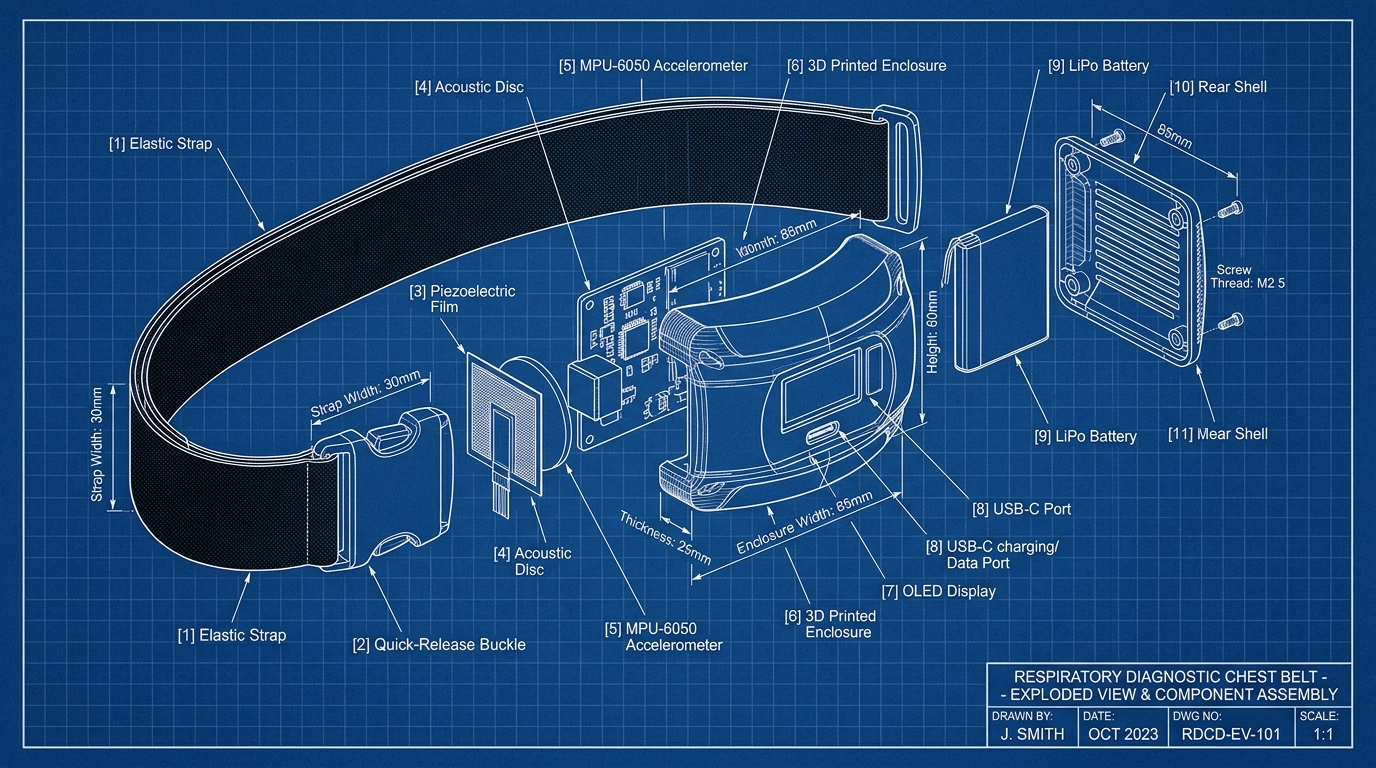 [5] MPU-6050 Accelerometer
[6] 3D Printed Enclosure
[9] LiPo Battery
[4] Acoustic Disc
[10] Rear Shell
[1] Elastic Strap
85mm
86mm
[3] Piezoelectric
Film
Screw
Thread: M2 5
Height: 60mm
Strap Width: 30mm
Strap Width: 30mm
[9] LiPo Battery
[11] Mear Shell
[8] USB-C Port
Thickness: 25mm
Enclosure Width: 85mm
[4] Acoustic
Disc
[8] USB-C charging/
Data Port
[7] OLED Display
[6] 3D Printed
Enclosure
[1] Elastic Strap
[2] Quick-Release Buckle
[5] MPU-6050
Accelerometer
RESPIRATORY DIAGNOSTIC CHEST BELT -
- EXPLODED VIEW & COMPONENT ASSEMBLY
DRAWN BY:
J. SMITH
DATE:
OCT 2023
DWG NO:
RDCD-EV-101
SCALE:
1:1